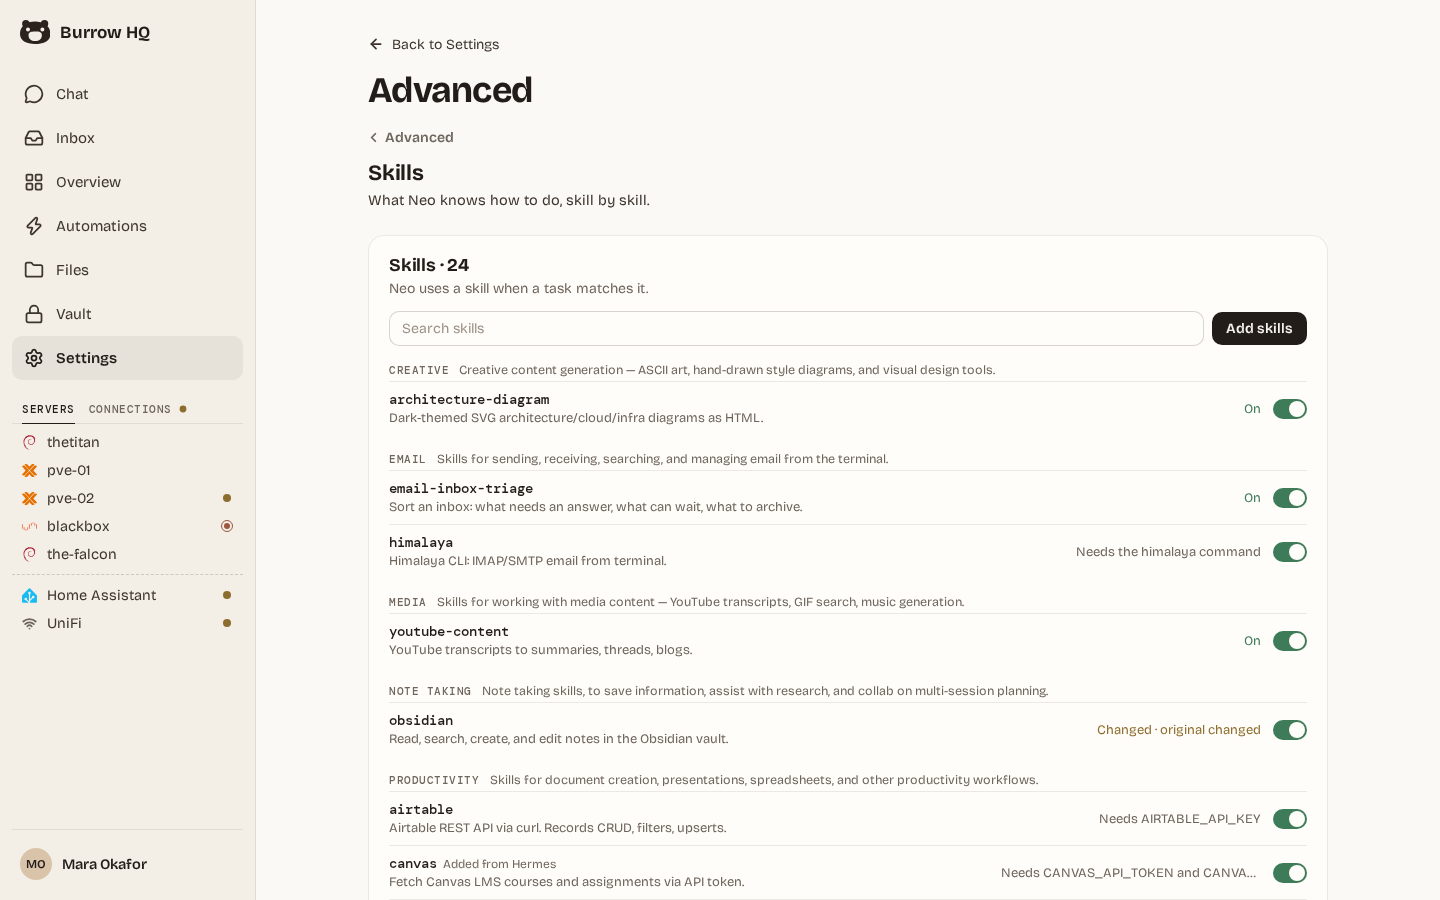 Burrow HQ
Chat
Inbox
Overview
Automations
Files
Vault
Settings
SERVERS CONNECTIONS
thetitan
pve-01
pve-02
blackbox
the-falcon
Home Assistant
UniFi
MO Mara Okafor
Back to Settings
Advanced
Advanced
Skills
What Neo knows how to do, skill by skill.
Skills · 24
Neo uses a skill when a task matches it.
Search skills
Add skills
CREATIVE Creative content generation — ASCII art, hand-drawn style diagrams, and visual design tools.
architecture-diagram
Dark-themed SVG architecture/cloud/infra diagrams as HTML.
On
EMAIL Skills for sending, receiving, searching, and managing email from the terminal.
email-inbox-triage
Sort an inbox: what needs an answer, what can wait, what to archive.
On
himalaya
Himalaya CLI: IMAP/SMTP email from terminal.
Needs the himalaya command
MEDIA Skills for working with media content — YouTube transcripts, GIF search, music generation.
youtube-content
YouTube transcripts to summaries, threads, blogs.
On
NOTE TAKING Note taking skills, to save information, assist with research, and collab on multi-session planning.
obsidian
Read, search, create, and edit notes in the Obsidian vault.
Changed · original changed
PRODUCTIVITY Skills for document creation, presentations, spreadsheets, and other productivity workflows.
airtable
Airtable REST API via curl. Records CRUD, filters, upserts.
Needs AIRTABLE_API_KEY
canvas Added from Hermes
Fetch Canvas LMS courses and assignments via API token.
Needs CANVAS_API_TOKEN and CANVA...